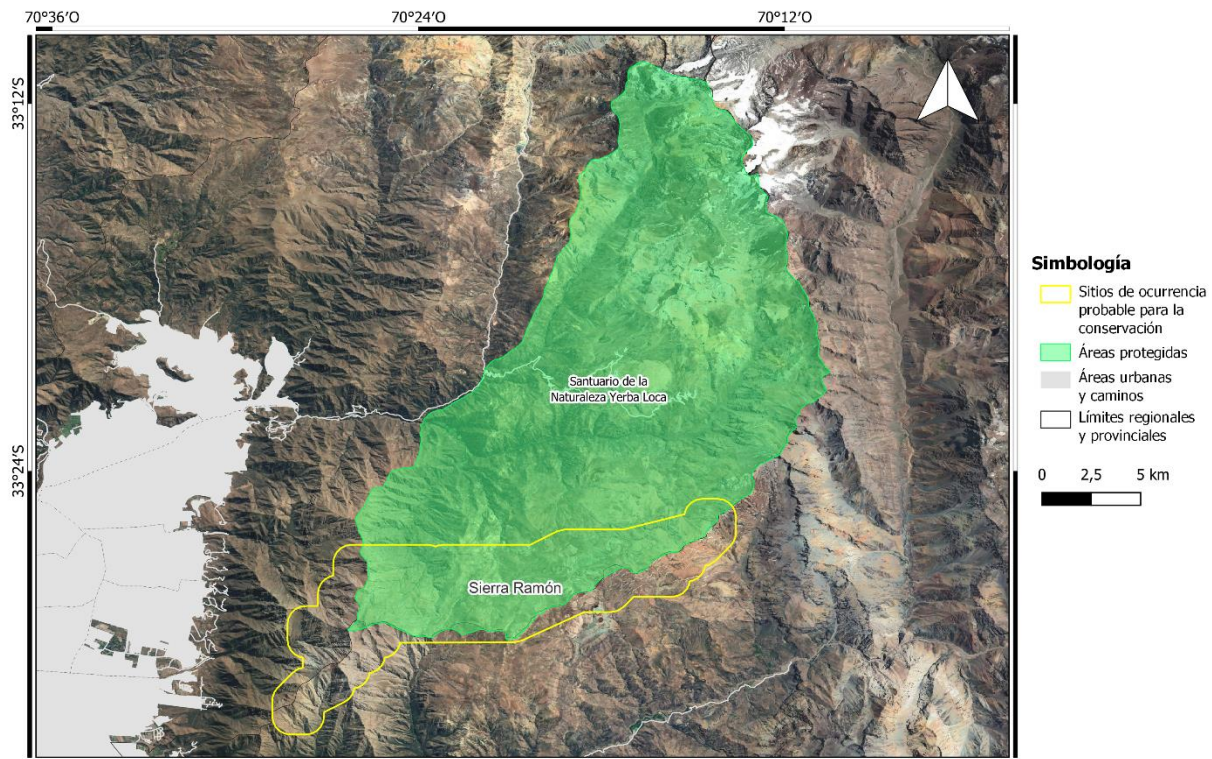 70°36'O
70°24'O
70°12'O
33°12'S
33°24'S
Santuario de la
Naturaleza Yerba Loca
Sierra Ramón
Simbología
Sitios de ocurrencia
probable para la
conservación
Áreas protegidas
Áreas urbanas
y caminos
Límites regionales
y provinciales
0 2,5 5 km